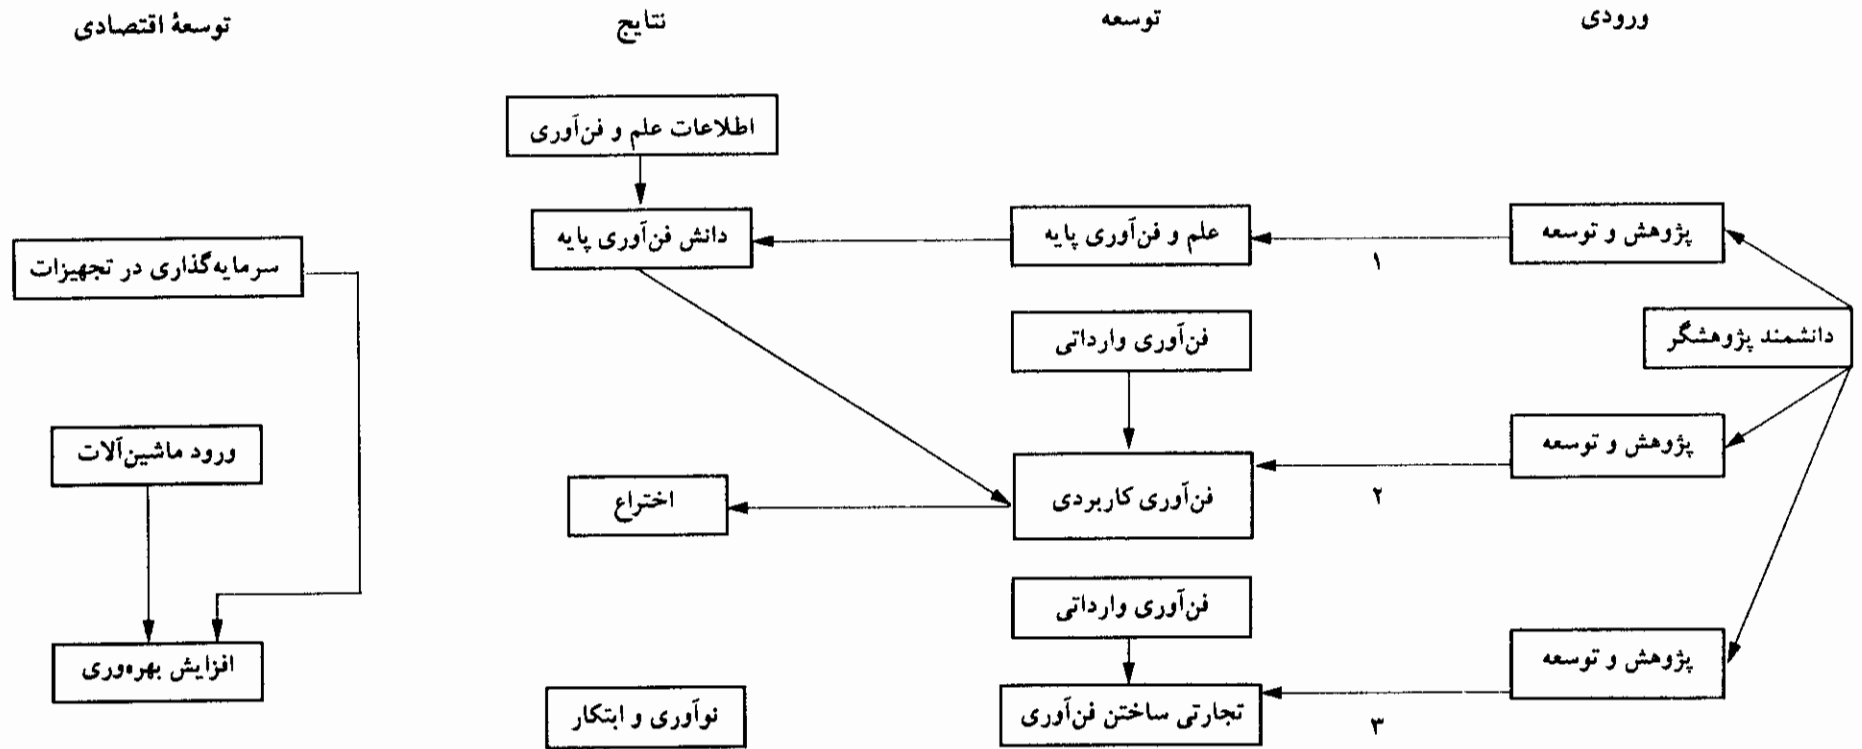 ورودی
توسعه
نتایج
توسعهٔ اقتصادی
اطلاعات علم و فن‌آوری
پژوهش و توسعه
۱
علم و فن‌آوری پایه
دانش فن‌آوری پایه
سرمایه‌گذاری در تجهیزات
دانشمند پژوهشگر
فن‌آوری وارداتی
پژوهش و توسعه
۲
فن‌آوری کاربردی
اختراع
ورود ماشین‌آلات
فن‌آوری وارداتی
پژوهش و توسعه
۳
تجارتی ساختن فن‌آوری
نوآوری و ابتکار
افزایش بهره‌وری